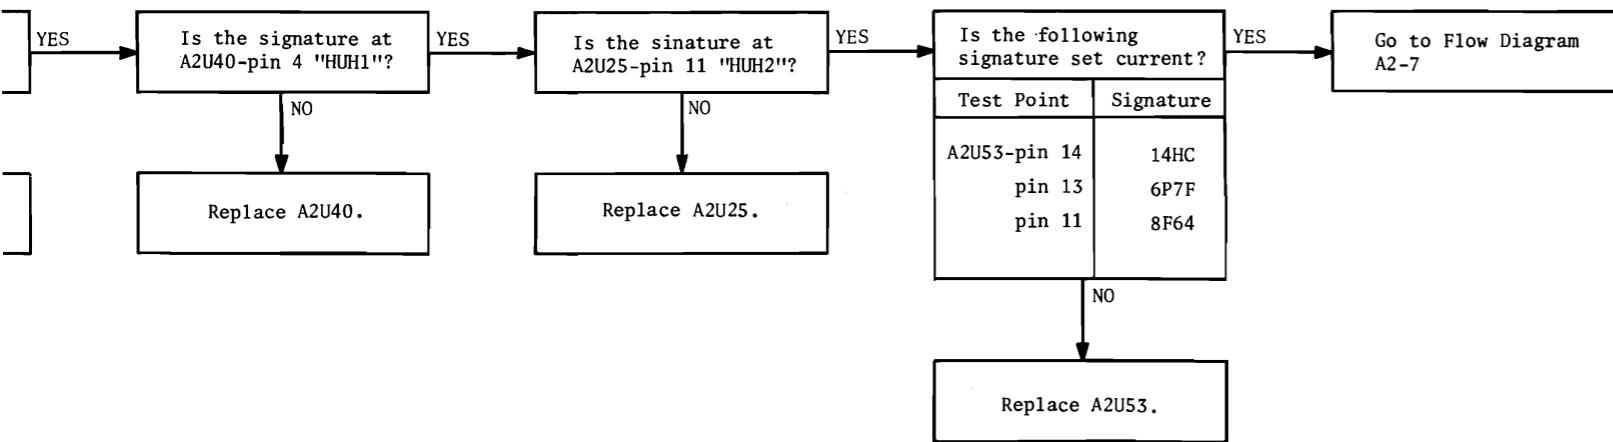 YES
Is the signature at
A2U40-pin 4 "HUH1"?
YES
NO
Replace A2U40.
Is the sinature at
A2U25-pin 11 "HUH2"?
YES
NO
Replace A2U25.
Is the following
signature set current?
Test Point Signature
A2U53-pin 14 14HC
pin 13 6P7F
pin 11 8F64
YES
NO
Replace A2U53.
Go to Flow Diagram
A2-7